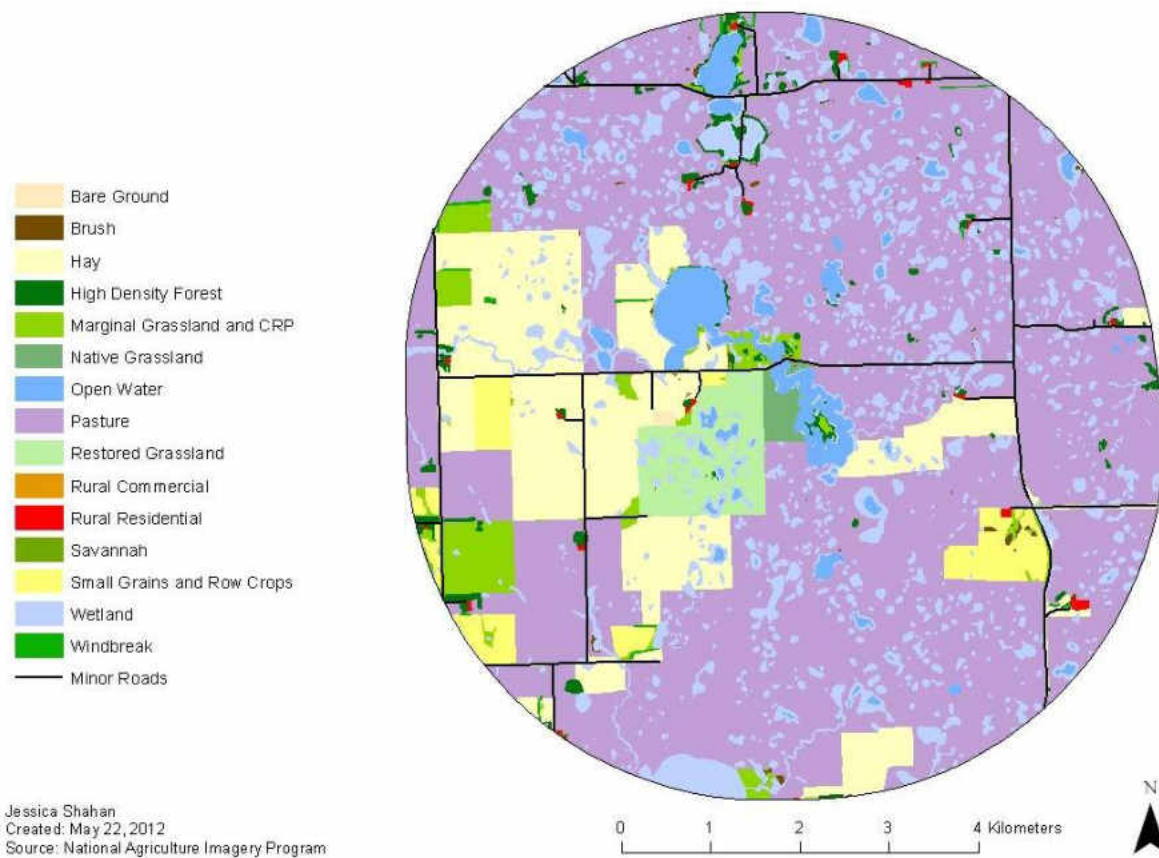 Bare Ground
Brush
Hay
High Density Forest
Marginal Grassland and CRP
Native Grassland
Open Water
Pasture
Restored Grassland
Rural Commercial
Rural Residential
Savannah
Small Grains and Row Crops
Wetland
Windbreak
Minor Roads
Jessica Shahan
Created: May 22, 2012
Source: National Agriculture Imagery Program
0 1 2 3 4 Kilometers
N